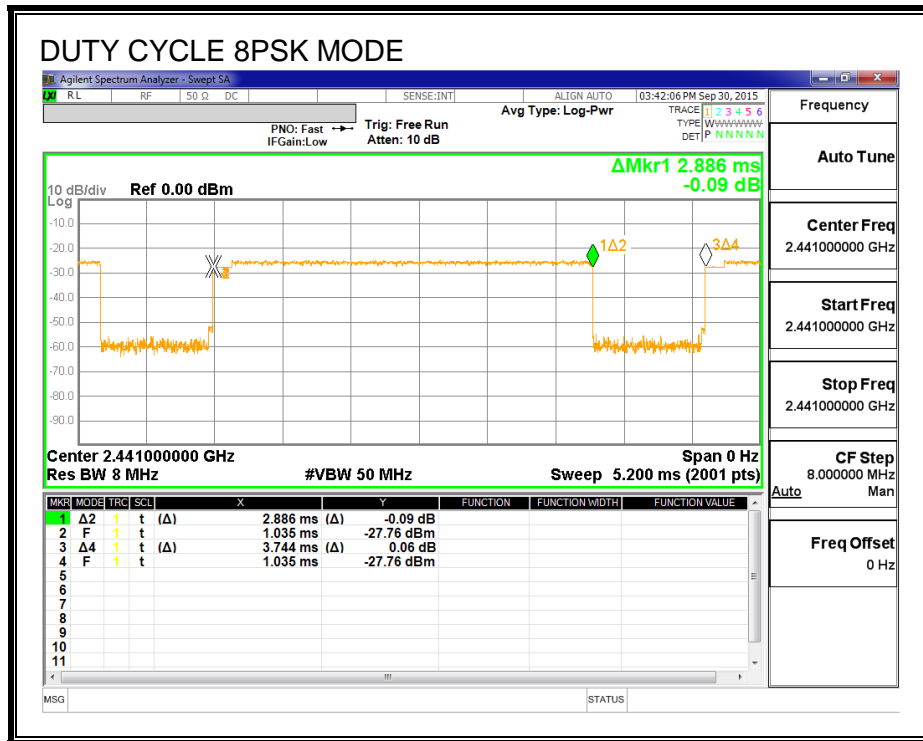 DUTY CYCLE 8PSK MODE
Agilent Spectrum Analyzer - Swept SA
LXI RL RF 50 Ω DC SENSE:INT ALIGN AUTO 03:42:06 PM Sep 30, 2015
Avg Type: Log-Pwr
TRACE 1 2 3 4 5 6
TYPE WWWWWWW
DET P N N N N N
PNO: Fast
IFGain:Low
Trig: Free Run
Atten: 10 dB
ΔMkr1 2.886 ms
-0.09 dB
10 dB/div Ref 0.00 dBm
Log
-10.0
-20.0
-30.0
-40.0
-50.0
-60.0
-70.0
-80.0
-90.0
1Δ2
3Δ4
Center 2.441000000 GHz Span 0 Hz
Res BW 8 MHz #VBW 50 MHz Sweep 5.200 ms (2001 pts)
MKR MODE TRC SCL X Y FUNCTION FUNCTION WIDTH FUNCTION VALUE
1 Δ2 1 t (Δ) 2.886 ms (Δ) -0.09 dB
2 F 1 t 1.035 ms -27.76 dBm
3 Δ4 1 t (Δ) 3.744 ms (Δ) 0.06 dB
4 F 1 t 1.035 ms -27.76 dBm
5
6
7
8
9
10
11
MSG STATUS
Frequency
Auto Tune
Center Freq
2.441000000 GHz
Start Freq
2.441000000 GHz
Stop Freq
2.441000000 GHz
CF Step
8.000000 MHz
Auto Man
Freq Offset
0 Hz